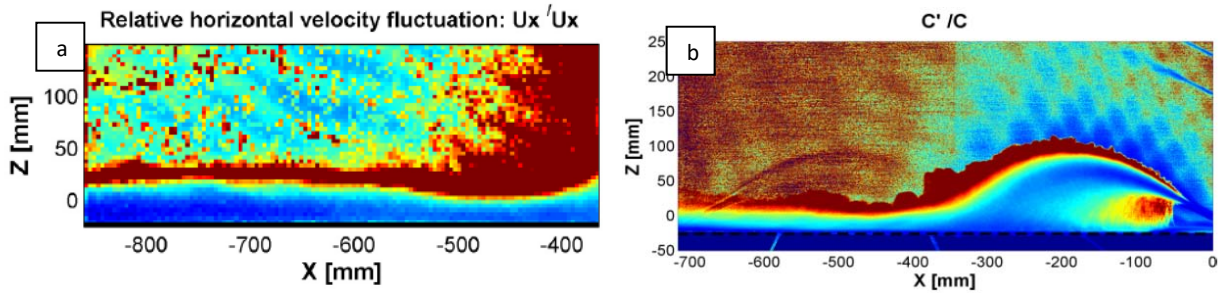 Relative horizontal velocity fluctuation: Ux ′Ux
a
Z [mm]
100
50
0
-800
-700
-600
-500
-400
X [mm]
C' /C
b
Z [mm]
25
200
150
100
50
0
-50
-700
-600
-500
-400
-300
-200
-100
0
X [mm]